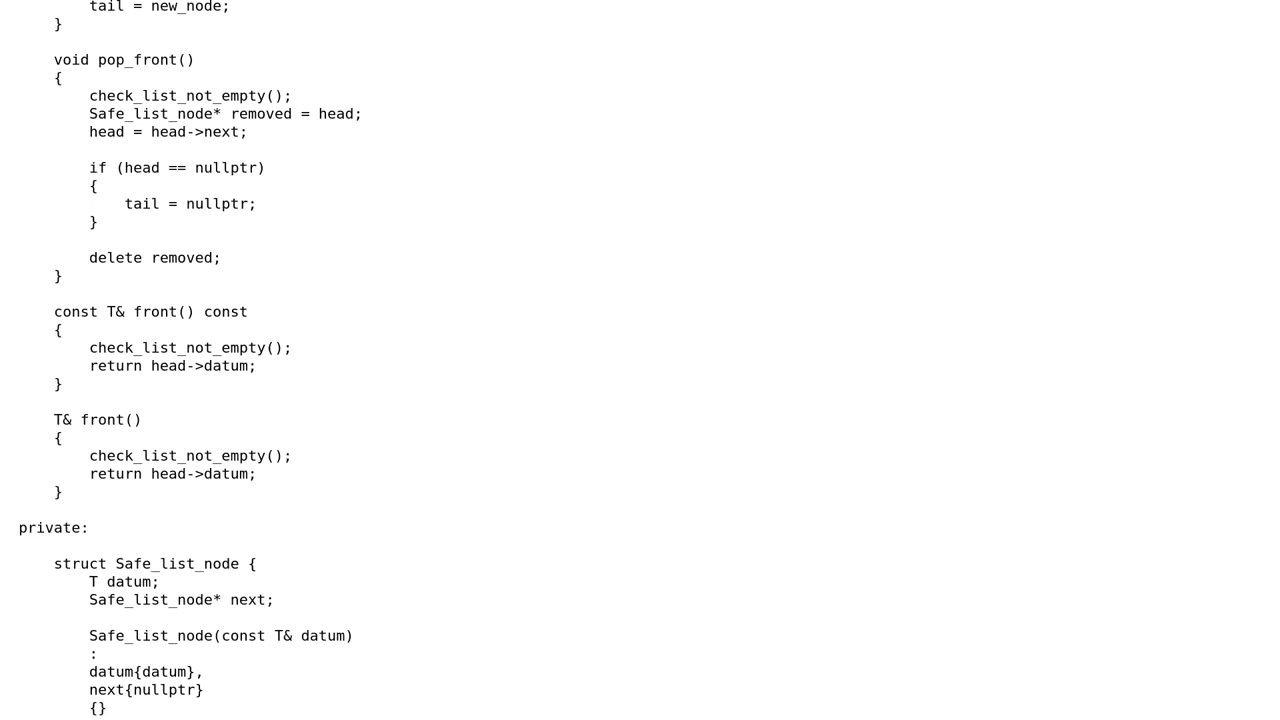 tail = new_node;
    }

    void pop_front()
    {
        check_list_not_empty();
        Safe_list_node* removed = head;
        head = head->next;

        if (head == nullptr)
        {
            tail = nullptr;
        }

        delete removed;
    }

    const T& front() const
    {
        check_list_not_empty();
        return head->datum;
    }

    T& front()
    {
        check_list_not_empty();
        return head->datum;
    }

private:

    struct Safe_list_node {
        T datum;
        Safe_list_node* next;

        Safe_list_node(const T& datum)
        :
        datum{datum},
        next{nullptr}
        {}